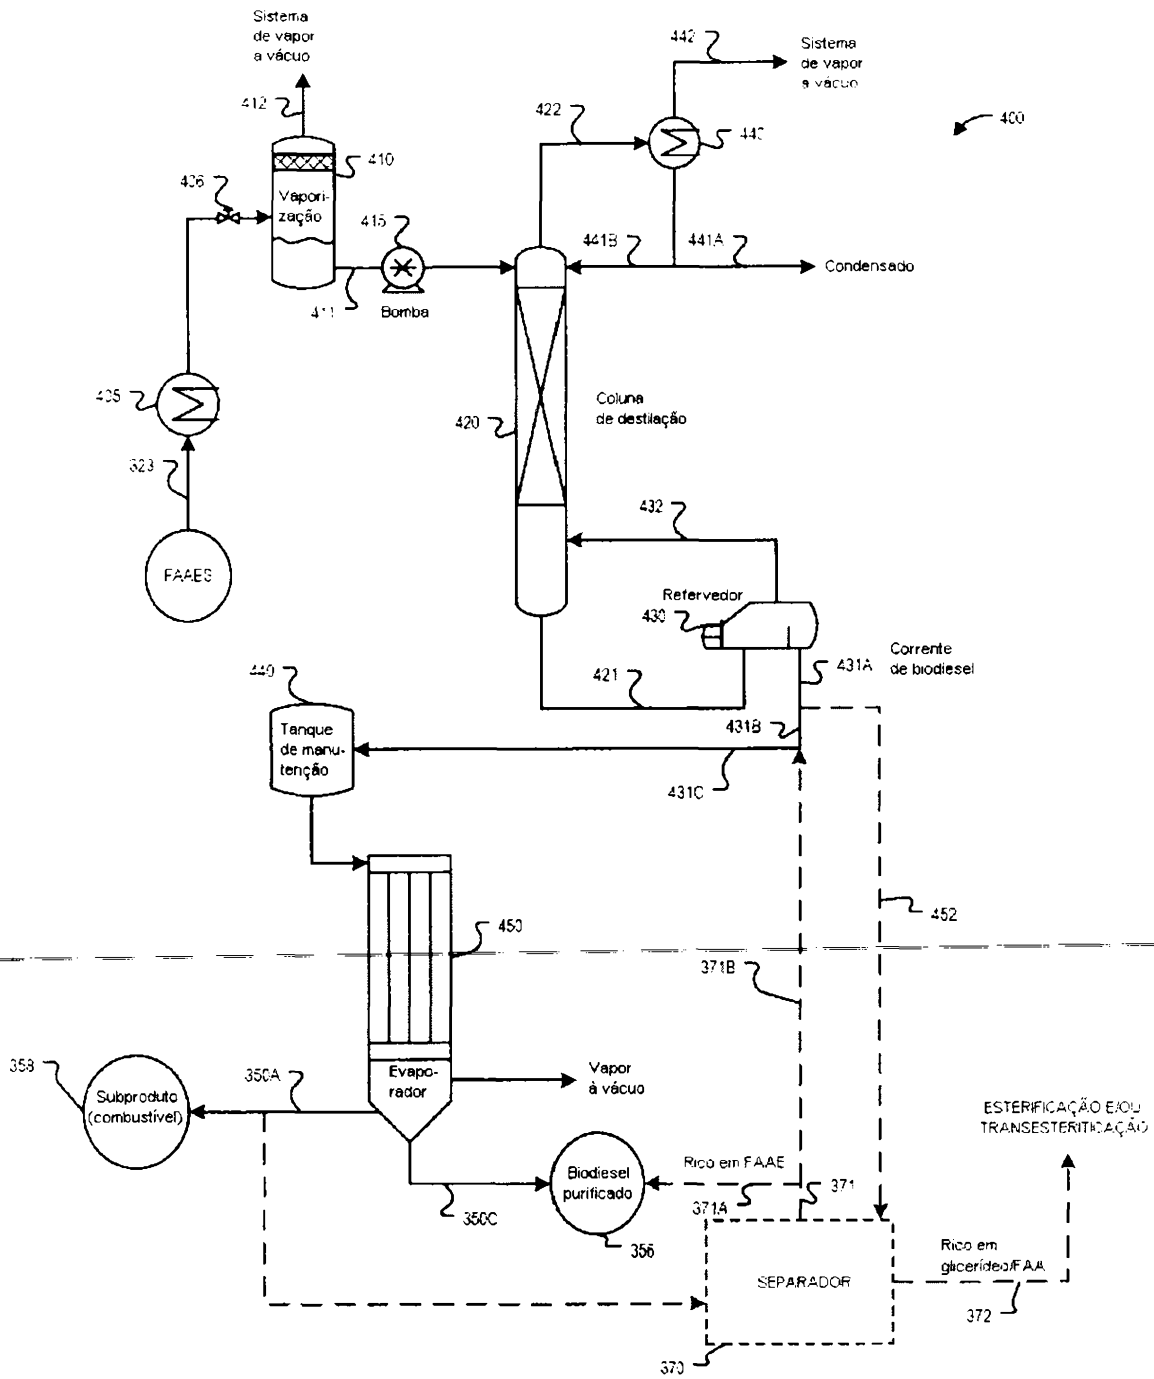 Sistema
de vapor
a vácuo
412
410
406
Vapori-
zação
415
411
Bomba
405
323
FAAES
442
Sistema
de vapor
a vácuo
422
440
400
441B
441A
Condensado
Coluna
de destilação
420
432
Refervedor
430
421
431A
Corrente
de biodiesel
431B
431C
440
Tanque
de manu-
tenção
450
452
371B
358
Subproduto
(combustível)
350A
Evapo-
rador
Vapor
à vácuo
350C
Biodiesel
purificado
356
Rico em FAAE
371A
371
ESTERIFICAÇÃO E/OU
TRANSESTERITICAÇÃO
SEPARADOR
370
Rico em
glicerídeo/FAA
372